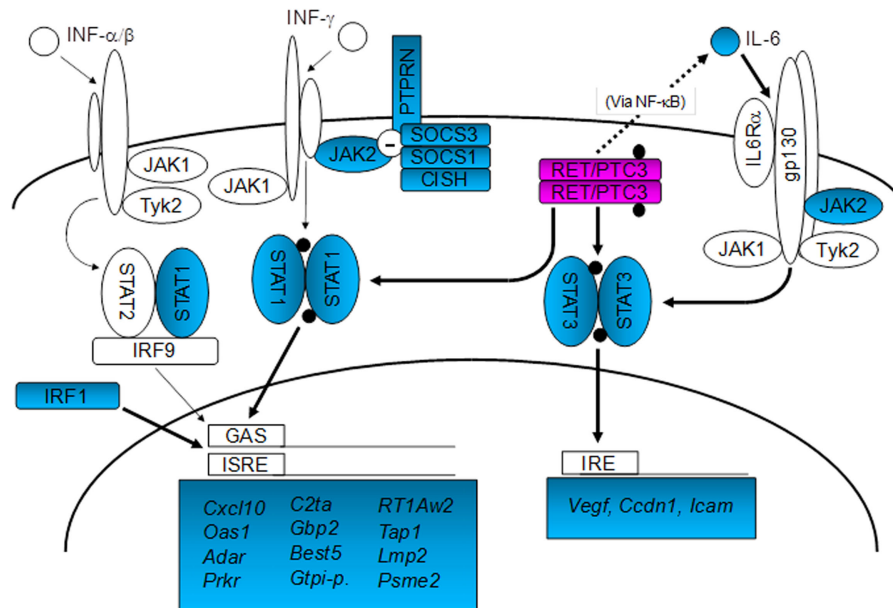 INF-α/β
INF-γ
IL-6
PTPRN
(Via NF-κB)
SOCS3
SOCS1
CISH
JAK2
-
JAK1
Tyk2
JAK1
RET/PTC3
RET/PTC3
IL6Rα
gp130
JAK2
JAK1
Tyk2
STAT2
STAT1
IRF9
STAT1
STAT1
STAT3
STAT3
IRF1
GAS
ISRE
IRE
Cxcl10 C2ta RT1Aw2
Oas1 Gbp2 Tap1
Adar Best5 Lmp2
Prkr Gtpi-p. Psme2
Vegf, Ccdn1, Icam